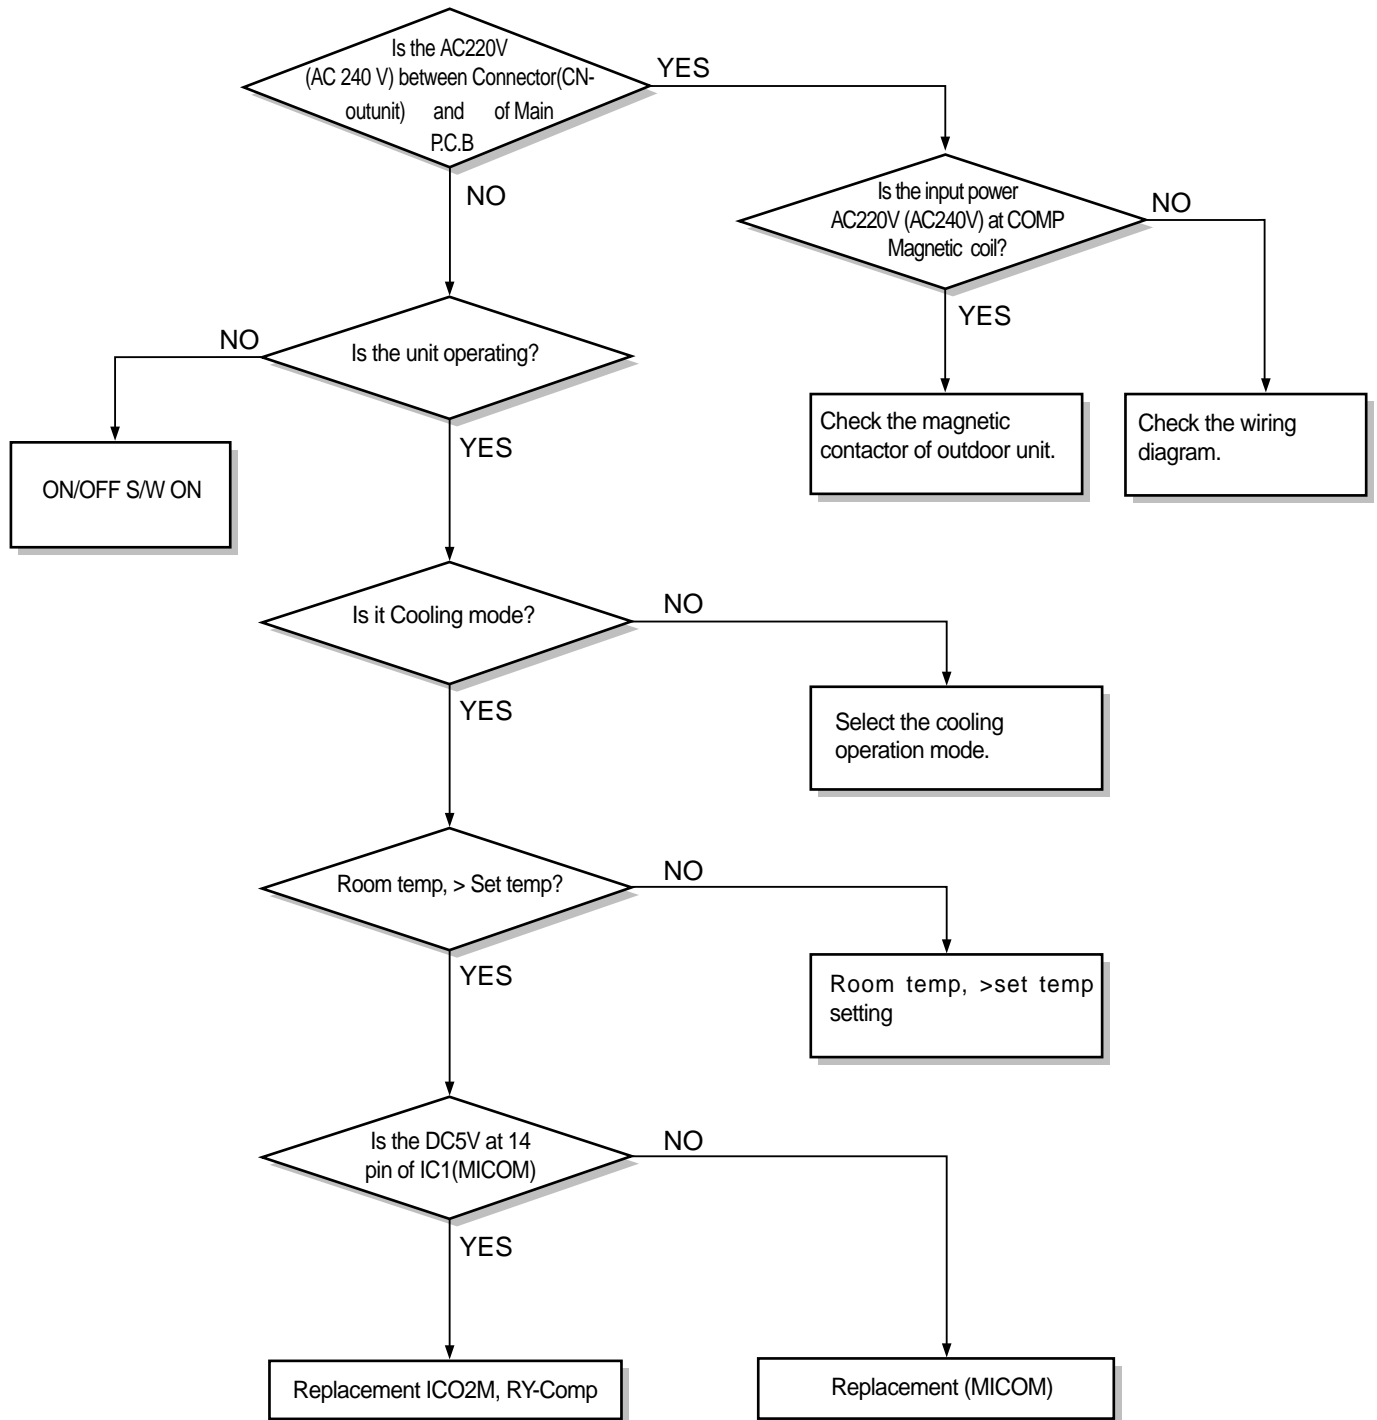 Is the AC220V
(AC 240 V) between Connector(CN-
outunit) and of Main
P.C.B
YES
NO
Is the input power
AC220V (AC240V) at COMP
Magnetic coil?
NO
YES
Is the unit operating?
NO
YES
Check the magnetic
contactor of outdoor unit.
Check the wiring
diagram.
ON/OFF S/W ON
Is it Cooling mode?
NO
YES
Select the cooling
operation mode.
Room temp, > Set temp?
NO
YES
Room temp, >set temp
setting
Is the DC5V at 14
pin of IC1(MICOM)
NO
YES
Replacement ICO2M, RY-Comp
Replacement (MICOM)